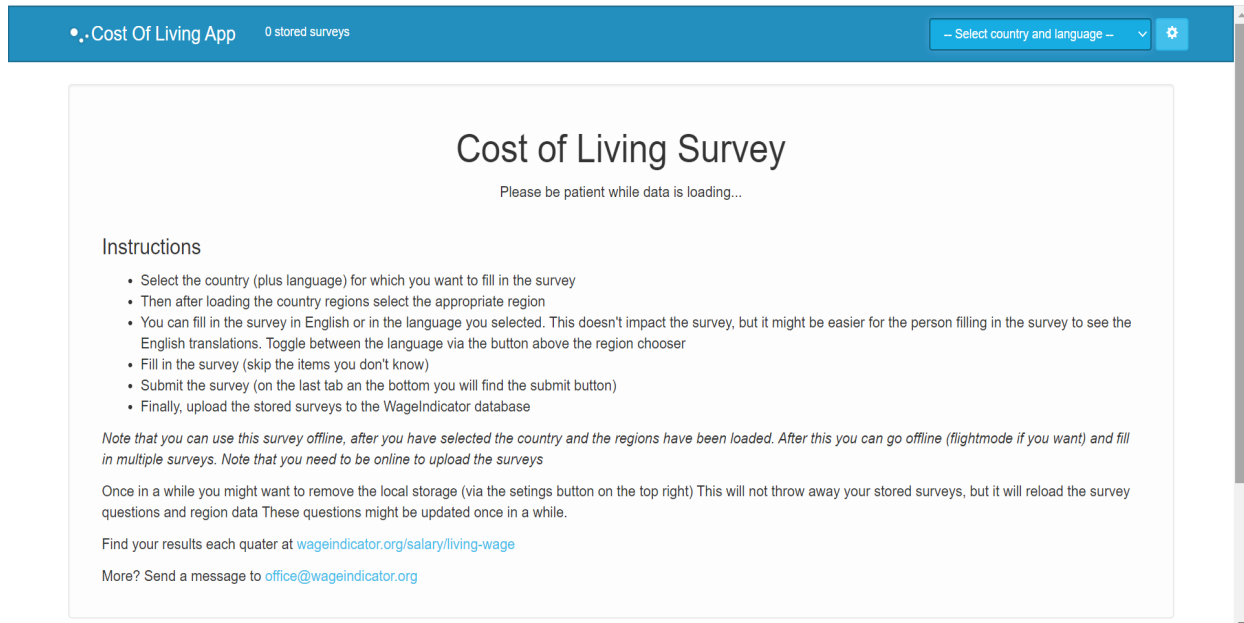 Cost Of Living App
0 stored surveys
-- Select country and language --
Cost of Living Survey
Please be patient while data is loading...
Instructions
• Select the country (plus language) for which you want to fill in the survey
• Then after loading the country regions select the appropriate region
• You can fill in the survey in English or in the language you selected. This doesn't impact the survey, but it might be easier for the person filling in the survey to see the
English translations. Toggle between the language via the button above the region chooser
• Fill in the survey (skip the items you don't know)
• Submit the survey (on the last tab an the bottom you will find the submit button)
• Finally, upload the stored surveys to the WageIndicator database
Note that you can use this survey offline, after you have selected the country and the regions have been loaded. After this you can go offline (flightmode if you want) and fill
in multiple surveys. Note that you need to be online to upload the surveys
Once in a while you might want to remove the local storage (via the setings button on the top right) This will not throw away your stored surveys, but it will reload the survey
questions and region data These questions might be updated once in a while.
Find your results each quater at wageindicator.org/salary/living-wage
More? Send a message to office@wageindicator.org